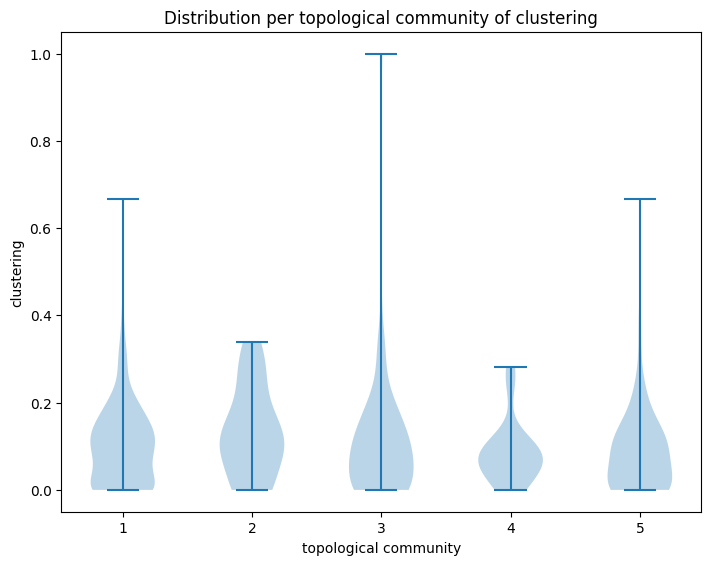 Distribution per topological community of clustering
1.0
0.8
0.6
0.4
0.2
0.0
clustering
1 2 3 4 5
topological community